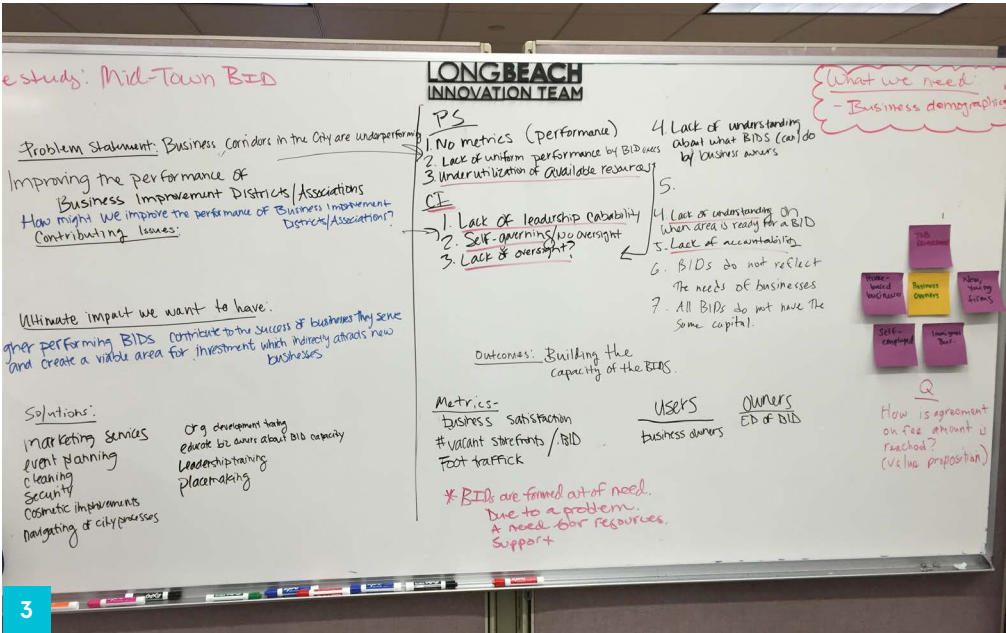 e study: Mid-Town BID
Problem Statement: Business Corridors in the City are underperforming
Improving the performance of
Business Improvement Districts/Associations
How might we improve the performance of Business Improvement
Districts/Associations?
Contributing Issues:
Ultimate impact we want to have:
gher performing BIDs contribute to the success of businesses they serve
and create a viable area for investment which indirectly attracts new
businesses
Solutions:
marketing services
event planning
cleaning
security
cosmetic improvements
navigating of city processes
org development
educate biz owners about BID capacity
Leadership training
placemaking
LONG BEACH
INNOVATION TEAM
PS
1. No metrics (performance)
2. Lack of uniform performance by BID
3. Underutilization of available resources
CI
1. Lack of leadership cabability
2. Self-governing/No oversight
3. Lack of oversight?
4. Lack of understanding
about what BIDS (can) do
by business owners
5.
4. Lack of understanding on
when area is ready for a BID
5. Lack of accountability
6. BIDs do not reflect
The needs of businesses
7. All BIDs do not have The
same capital.
Outcomes: Building the
capacity of the BIDS.
Metrics-
business satisfaction
# vacant storefronts / BID
Foot traffick
users
business owners
owners
ED of BID
* BIDs are formed out of need.
Due to a problem.
A need for resources.
Support
What we need:
- Business demographics
Home-
based
businesses
Business
owners
New,
young
firms
Self-
employed
Q
How is agreement
on fee amount is
reached?
(value proposition)
3